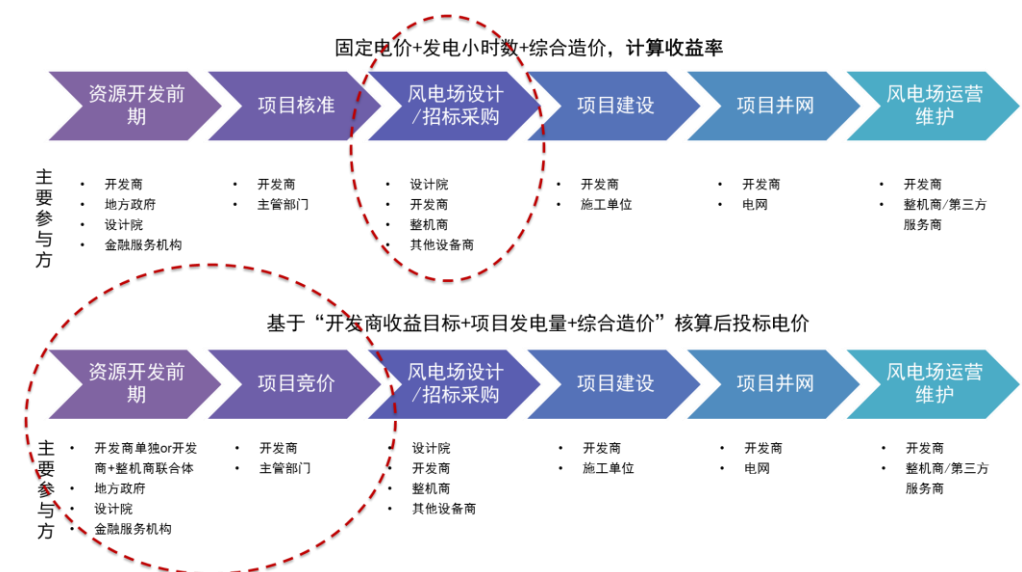 固定电价+发电小时数+综合造价，计算收益率
资源开发前
期
项目核准
风电场设计
/招标采购
项目建设
项目并网
风电场运营
维护
主要参与方
• 开发商
• 地方政府
• 设计院
• 金融服务机构
• 开发商
• 主管部门
• 设计院
• 开发商
• 整机商
• 其他设备商
• 开发商
• 施工单位
• 开发商
• 电网
• 开发商
• 整机商/第三方
服务商
基于“开发商收益目标+项目发电量+综合造价”核算后投标电价
资源开发前
期
项目竞价
风电场设计
/招标采购
项目建设
项目并网
风电场运营
维护
主要参与方
• 开发商单独or开发
商+整机商联合体
• 地方政府
• 设计院
• 金融服务机构
• 开发商
• 主管部门
• 设计院
• 开发商
• 整机商
• 其他设备商
• 开发商
• 施工单位
• 开发商
• 电网
• 开发商
• 整机商/第三方
服务商